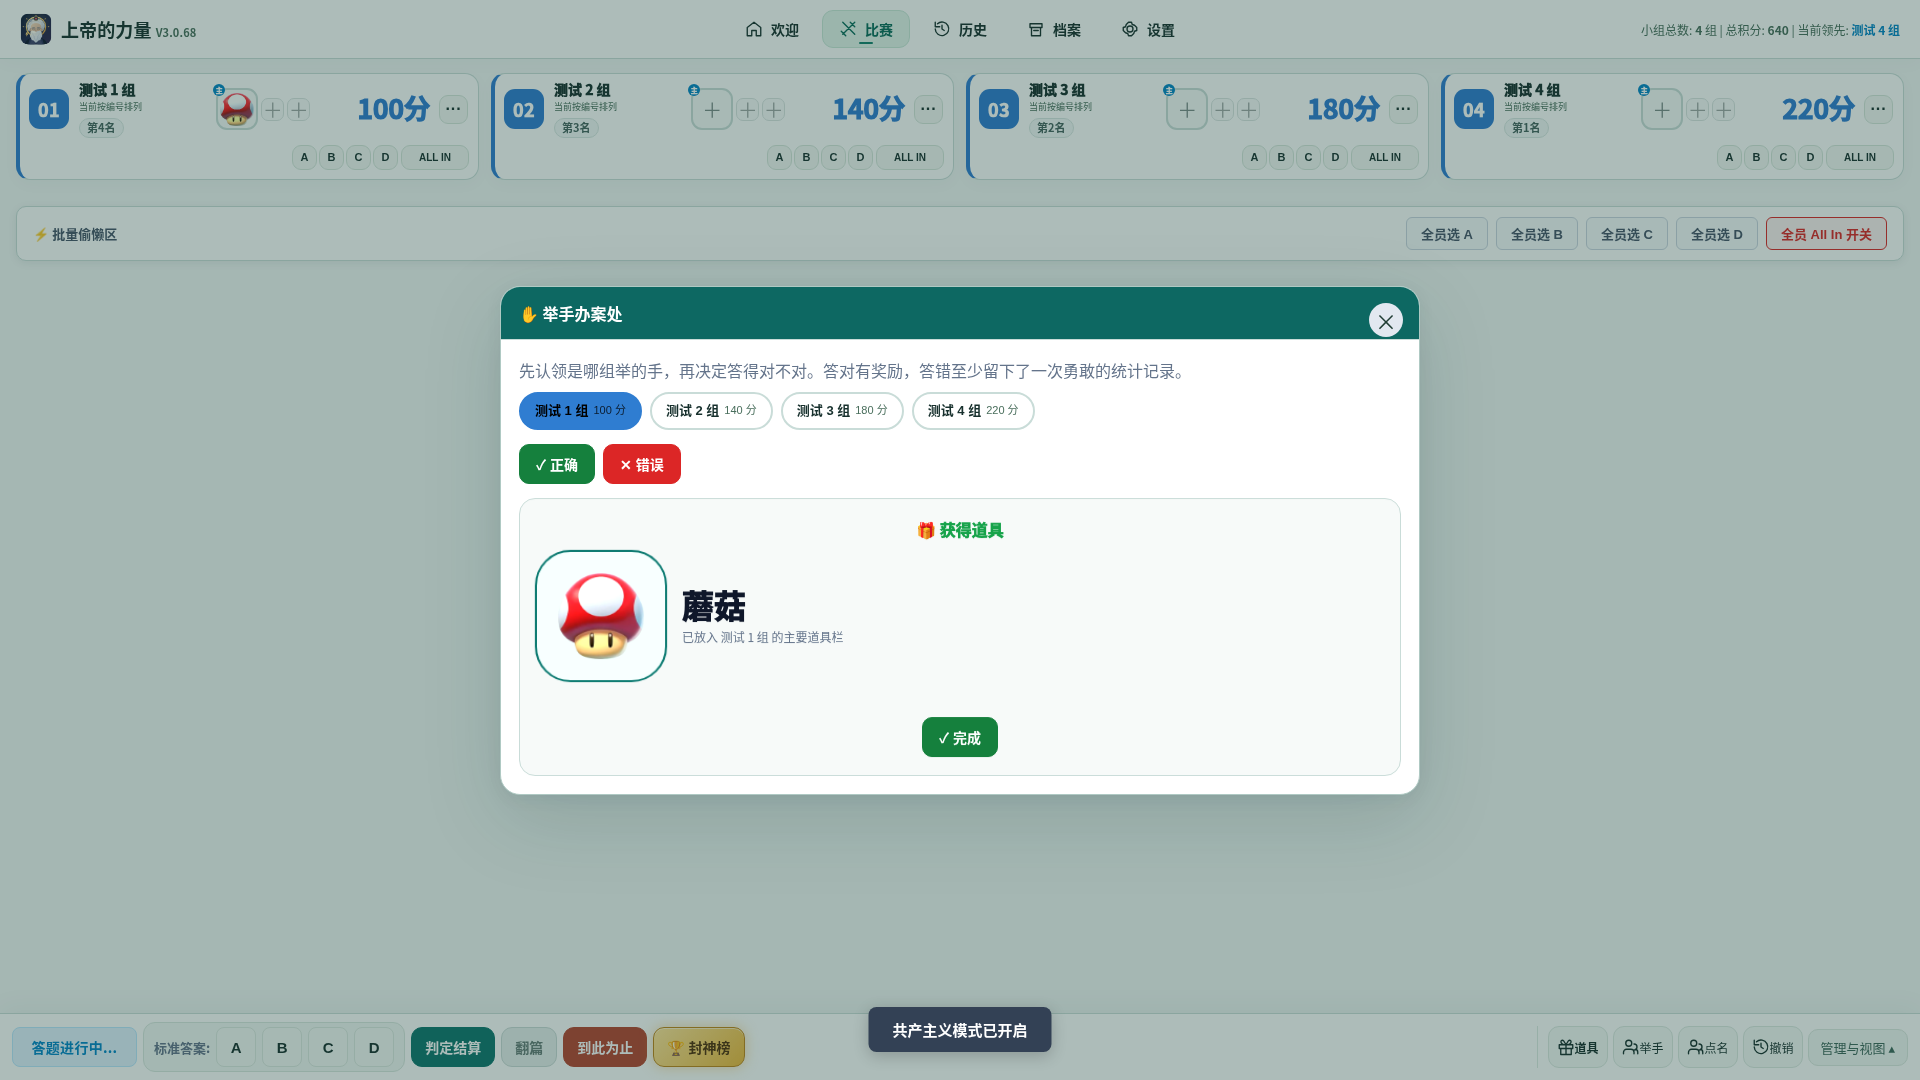 上帝的力量 V3.0.68
欢迎
比赛
历史
档案
设置
小组总数: 4 组 | 总积分: 640 | 当前领先: 测试 4 组
01
测试 1 组
当前按编号排列
第4名
主
100分
A B C D ALL IN
02
测试 2 组
当前按编号排列
第3名
主
140分
A B C D ALL IN
03
测试 3 组
当前按编号排列
第2名
主
180分
A B C D ALL IN
04
测试 4 组
当前按编号排列
第1名
主
220分
A B C D ALL IN
⚡ 批量偷懒区
全员选 A
全员选 B
全员选 C
全员选 D
全员 All In 开关
✋ 举手办案处
先认领是哪组举的手，再决定答得对不对。答对有奖励，答错至少留下了一次勇敢的统计记录。
测试 1 组 100 分
测试 2 组 140 分
测试 3 组 180 分
测试 4 组 220 分
✓ 正确
✕ 错误
🎁 获得道具
蘑菇
已放入 测试 1 组 的主要道具栏
✓ 完成
共产主义模式已开启
答题进行中...
标准答案: A B C D
判定结算
翻篇
到此为止
🏆 封神榜
道具
举手
点名
撤销
管理与视图 ▴